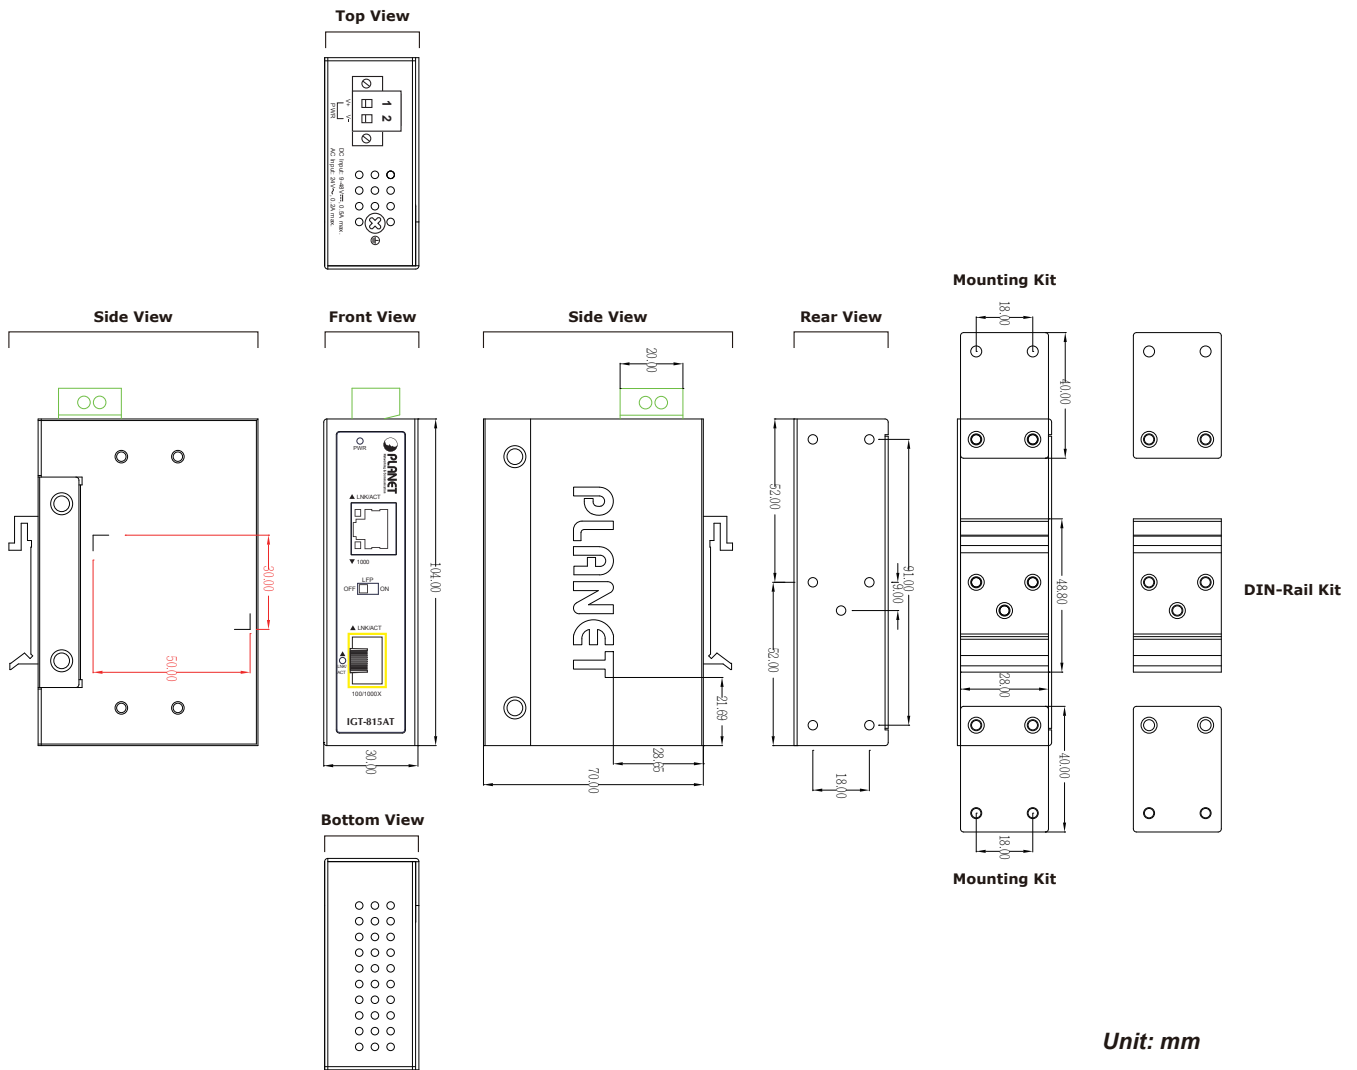 Top View
1
2
V+
V-
PWR
DC Input: 9-48V⎓, 0.5A max.
AC Input: 24V~, 0.2A max.
Mounting Kit
18.00
Side View
Front View
Side View
Rear View
20.00
40.00
PWR
PLANET
LNK/ACT
1000
LFP
OFF
ON
LNK/ACT
LNK/
ACT
100/1000X
IGT-815AT
104.00
30.00
30.00
50.00
PLANET
21.69
28.65
70.00
52.00
52.00
91.00
9.00
18.00
48.80
28.00
DIN-Rail Kit
40.00
18.00
Mounting Kit
Bottom View
Unit: mm